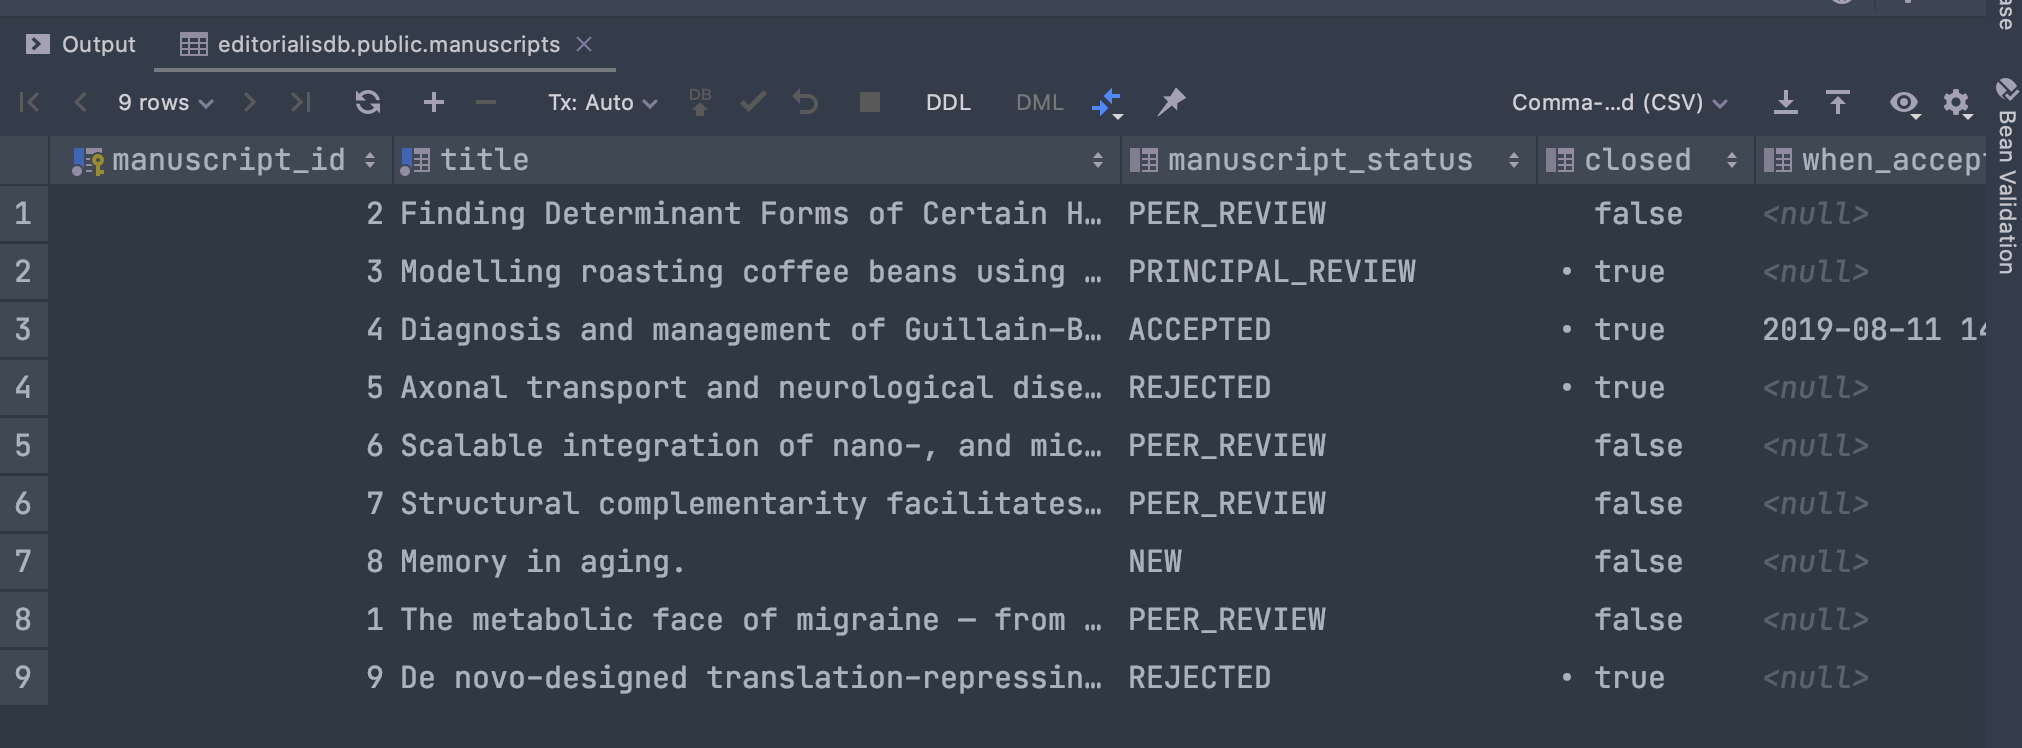 Output editorialisdb.public.manuscripts
9 rows Tx: Auto DB DDL DML Comma-...d (CSV)
manuscript_id title manuscript_status closed when_accept
1 2 Finding Determinant Forms of Certain H… PEER_REVIEW false <null>
2 3 Modelling roasting coffee beans using … PRINCIPAL_REVIEW • true <null>
3 4 Diagnosis and management of Guillain-B… ACCEPTED • true 2019-08-11 14
4 5 Axonal transport and neurological dise… REJECTED • true <null>
5 6 Scalable integration of nano-, and mic… PEER_REVIEW false <null>
6 7 Structural complementarity facilitates… PEER_REVIEW false <null>
7 8 Memory in aging. NEW false <null>
8 1 The metabolic face of migraine – from … PEER_REVIEW false <null>
9 9 De novo-designed translation-repressin… REJECTED • true <null>
ase
Bean Validation